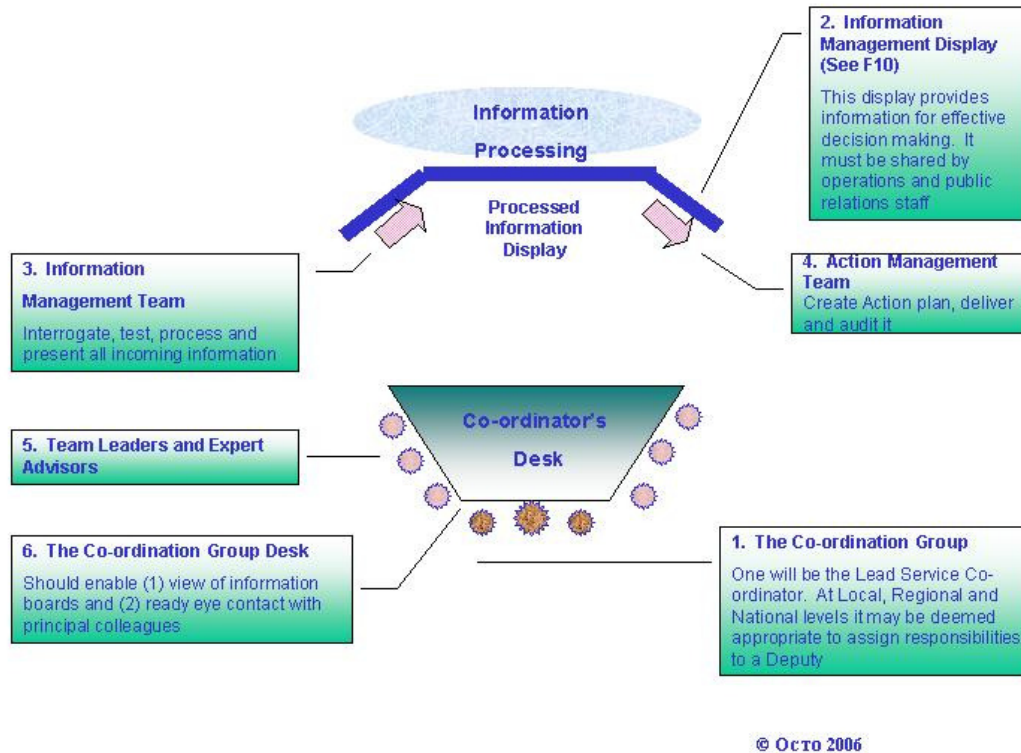 2. Information
Management Display
(See F10)
This display provides
information for effective
decision making. It
must be shared by
operations and public
relations staff
Information
Processing
Processed
Information
Display
3. Information
Management Team
Interrogate, test, process and
present all incoming information
4. Action Management
Team
Create Action plan, deliver
and audit it
Co-ordinator's
Desk
5. Team Leaders and Expert
Advisors
6. The Co-ordination Group Desk
Should enable (1) view of information
boards and (2) ready eye contact with
principal colleagues
1. The Co-ordination Group
One will be the Lead Service Co-
ordinator. At Local, Regional and
National levels it may be deemed
appropriate to assign responsibilities
to a Deputy
© Octo 2006